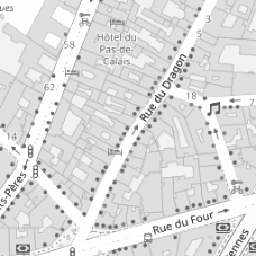 3
58
Hôtel du
Pas-de-
Calais
5
62
Rue du Dragon
18
14
s-Pères
Rue du Four
ennes